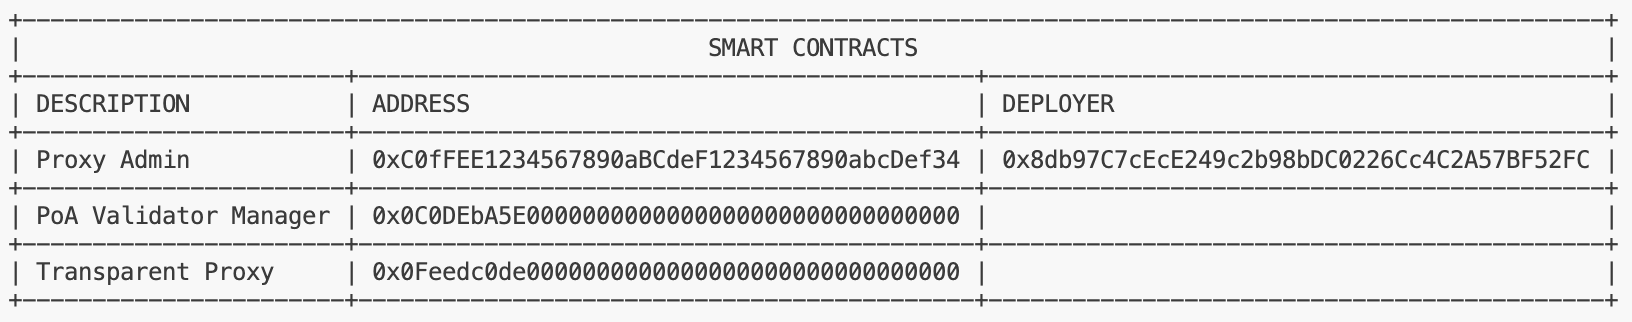 SMART CONTRACTS
DESCRIPTION | ADDRESS | DEPLOYER
Proxy Admin | 0xC0fFEE1234567890aBCdeF1234567890abcDef34 | 0x8db97C7cEcE249c2b98bDC0226Cc4C2A57BF52FC
PoA Validator Manager | 0x0C0DEbA5E0000000000000000000000000000000
Transparent Proxy | 0x0Feedc0de0000000000000000000000000000000